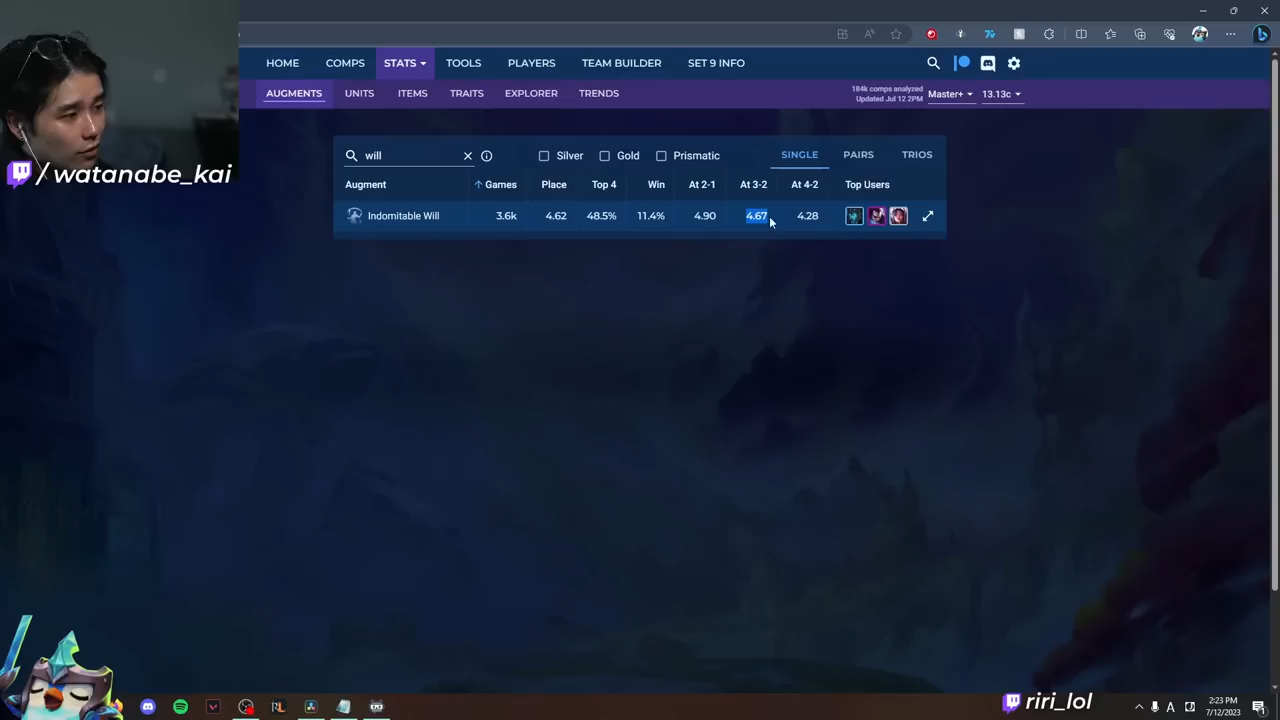 HOME COMPS STATS TOOLS PLAYERS TEAM BUILDER SET 9 INFO
AUGMENTS UNITS ITEMS TRAITS EXPLORER TRENDS
184k comps analyzed
Updated Jul 12 2PM
Master+ 13.13c
/ watanabe_kai
will Silver Gold Prismatic SINGLE PAIRS TRIOS
Augment Games Place Top 4 Win At 2-1 At 3-2 At 4-2 Top Users
Indomitable Will 3.6k 4.62 48.5% 11.4% 4.90 4.67 4.28
riri_lol
2:23 PM
7/12/2023